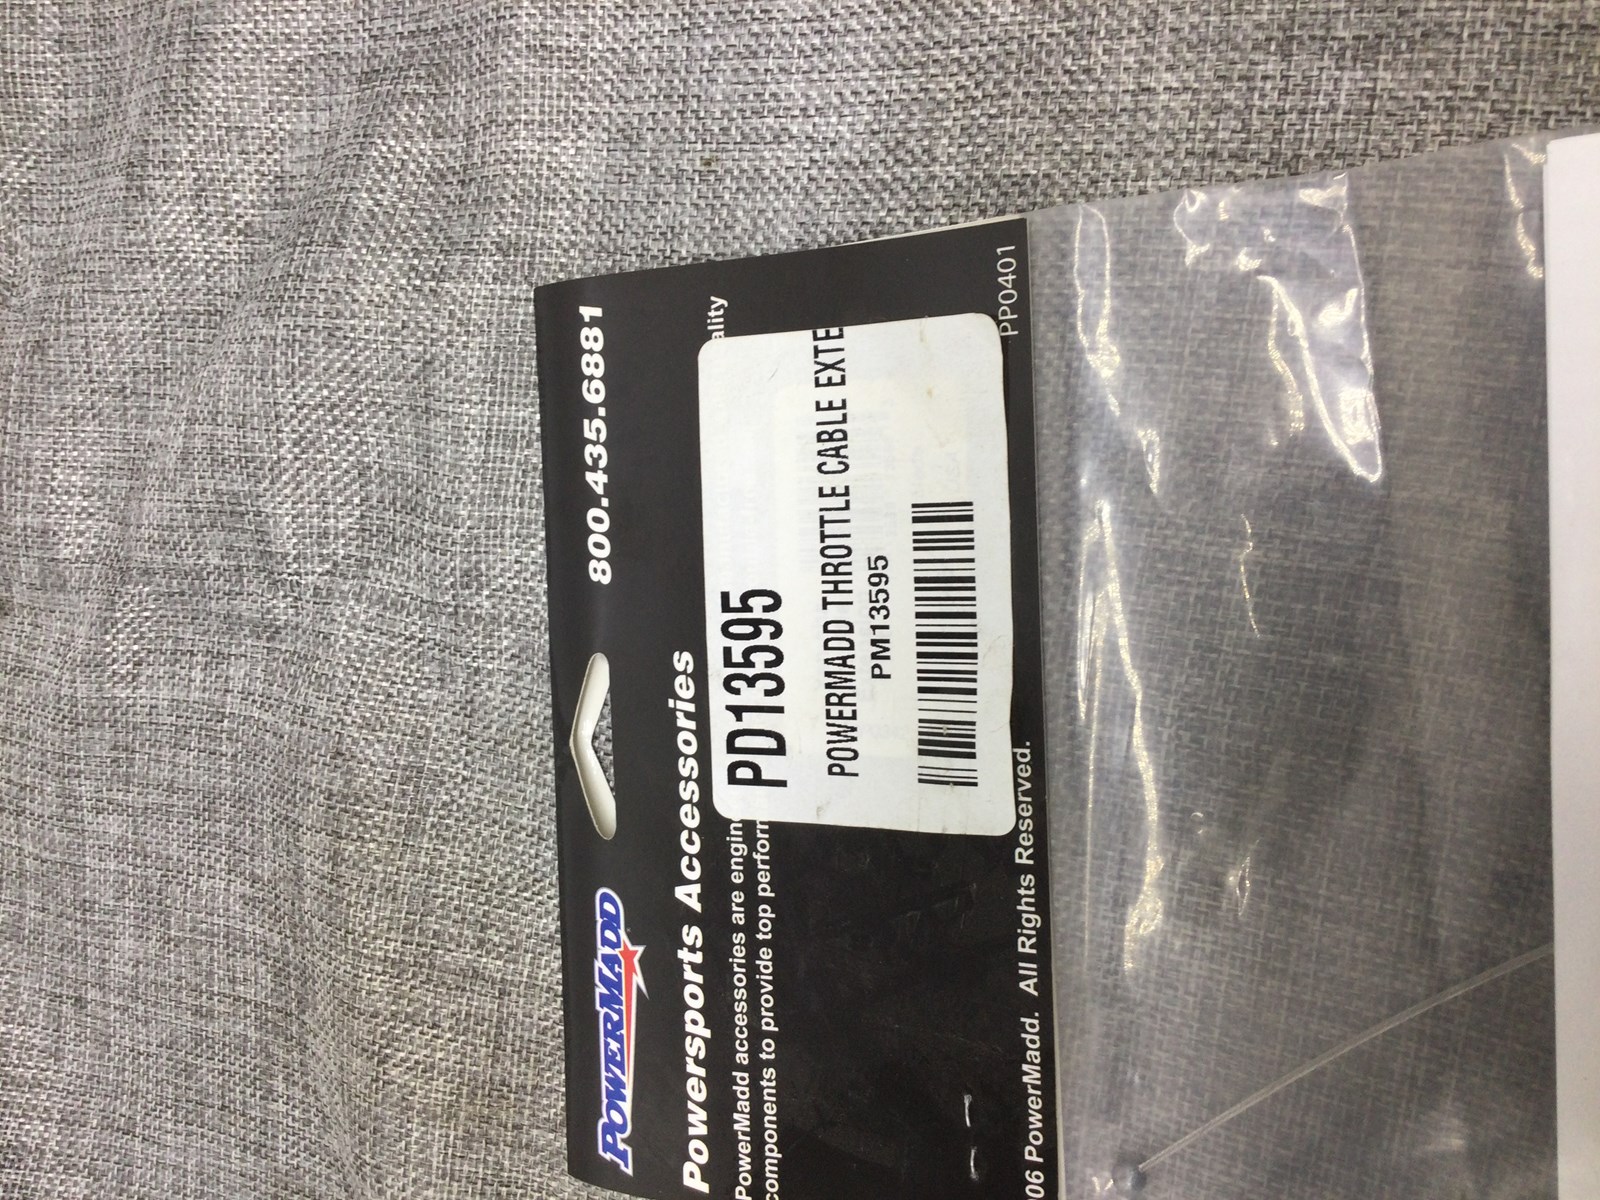 POWERMADD 800.435.6881
Powersports Accessories
PowerMadd accessories are engin ality
components to provide top perform
PD13595
POWERMADD THROTTLE CABLE EXTE
PM13595
06 PowerMadd. All Rights Reserved.
PP0401